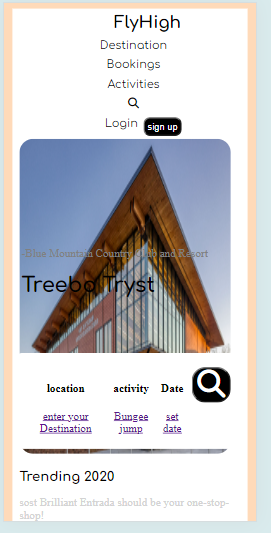 FlyHigh
Destination
Bookings
Activities
Login sign up
Blue Mountain Country Club and Resort
Treebo Tryst
location activity Date
enter your Destination
Bungee jump
set date
Trending 2020
sost Brilliant Entrada should be your one-stop-
shop!